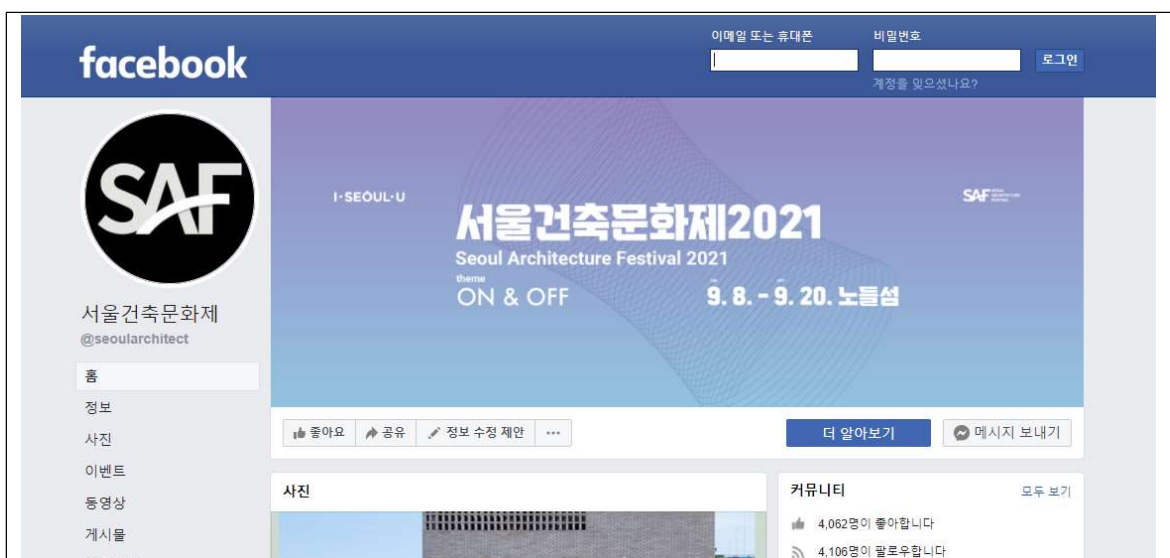 이메일 또는 휴대폰
비밀번호
facebook
로그인
계정을 잊으셨나요?
SAF
I·SEOUL·U
SAF
서울건축문화제2021
Seoul Architecture Festival 2021
theme
ON & OFF
9. 8. - 9. 20. 노들섬
서울건축문화제
@seoularchitect
홈
정보
사진
이벤트
동영상
게시물
좋아요
공유
정보 수정 제안
더 알아보기
메시지 보내기
사진
커뮤니티
모두 보기
4,062명이 좋아합니다
4,106명이 팔로우합니다